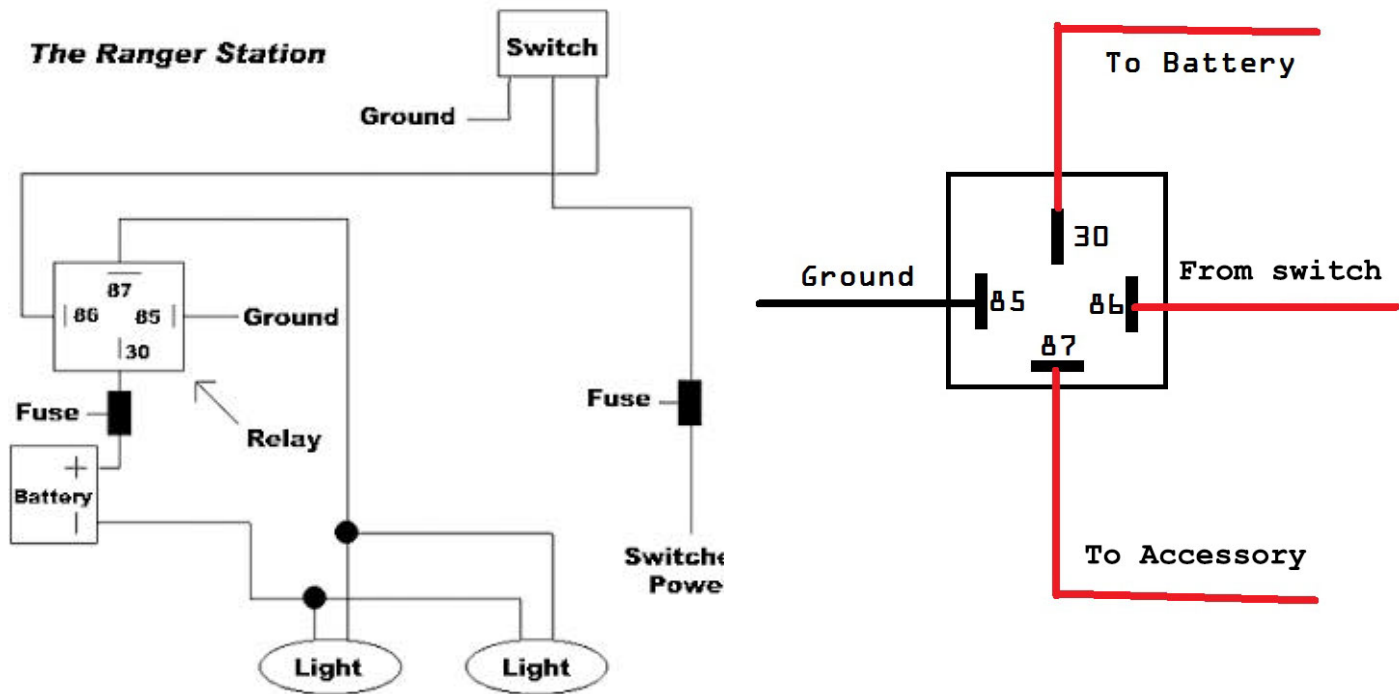 The Ranger Station
Switch
Ground
87
86 85
30
Ground
Fuse
Relay
+
Battery
-
Fuse
Light
Light
To Battery
30
Ground
85
86
From switch
87
To Accessory